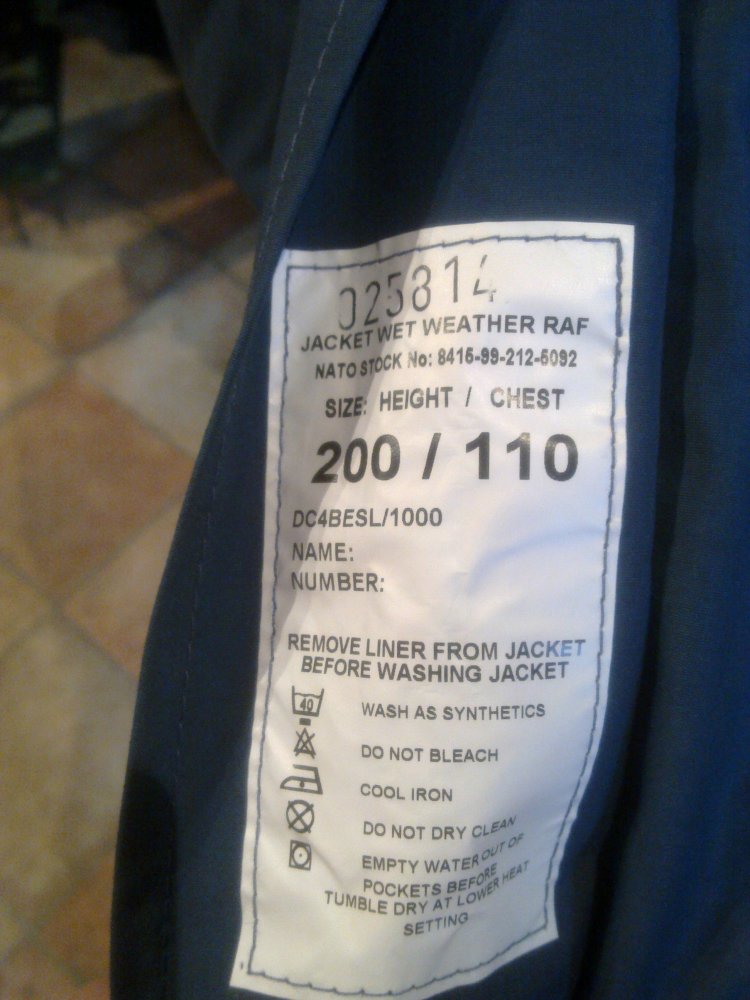 025814
JACKET WET WEATHER RAF
NATO STOCK No: 8415-99-212-5092
SIZE: HEIGHT / CHEST
200 / 110
DC4BESL/1000
NAME:
NUMBER:
REMOVE LINER FROM JACKET
BEFORE WASHING JACKET
40
WASH AS SYNTHETICS
DO NOT BLEACH
COOL IRON
DO NOT DRY CLEAN
EMPTY WATER OUT OF
POCKETS BEFORE
TUMBLE DRY AT LOWER HEAT
SETTING